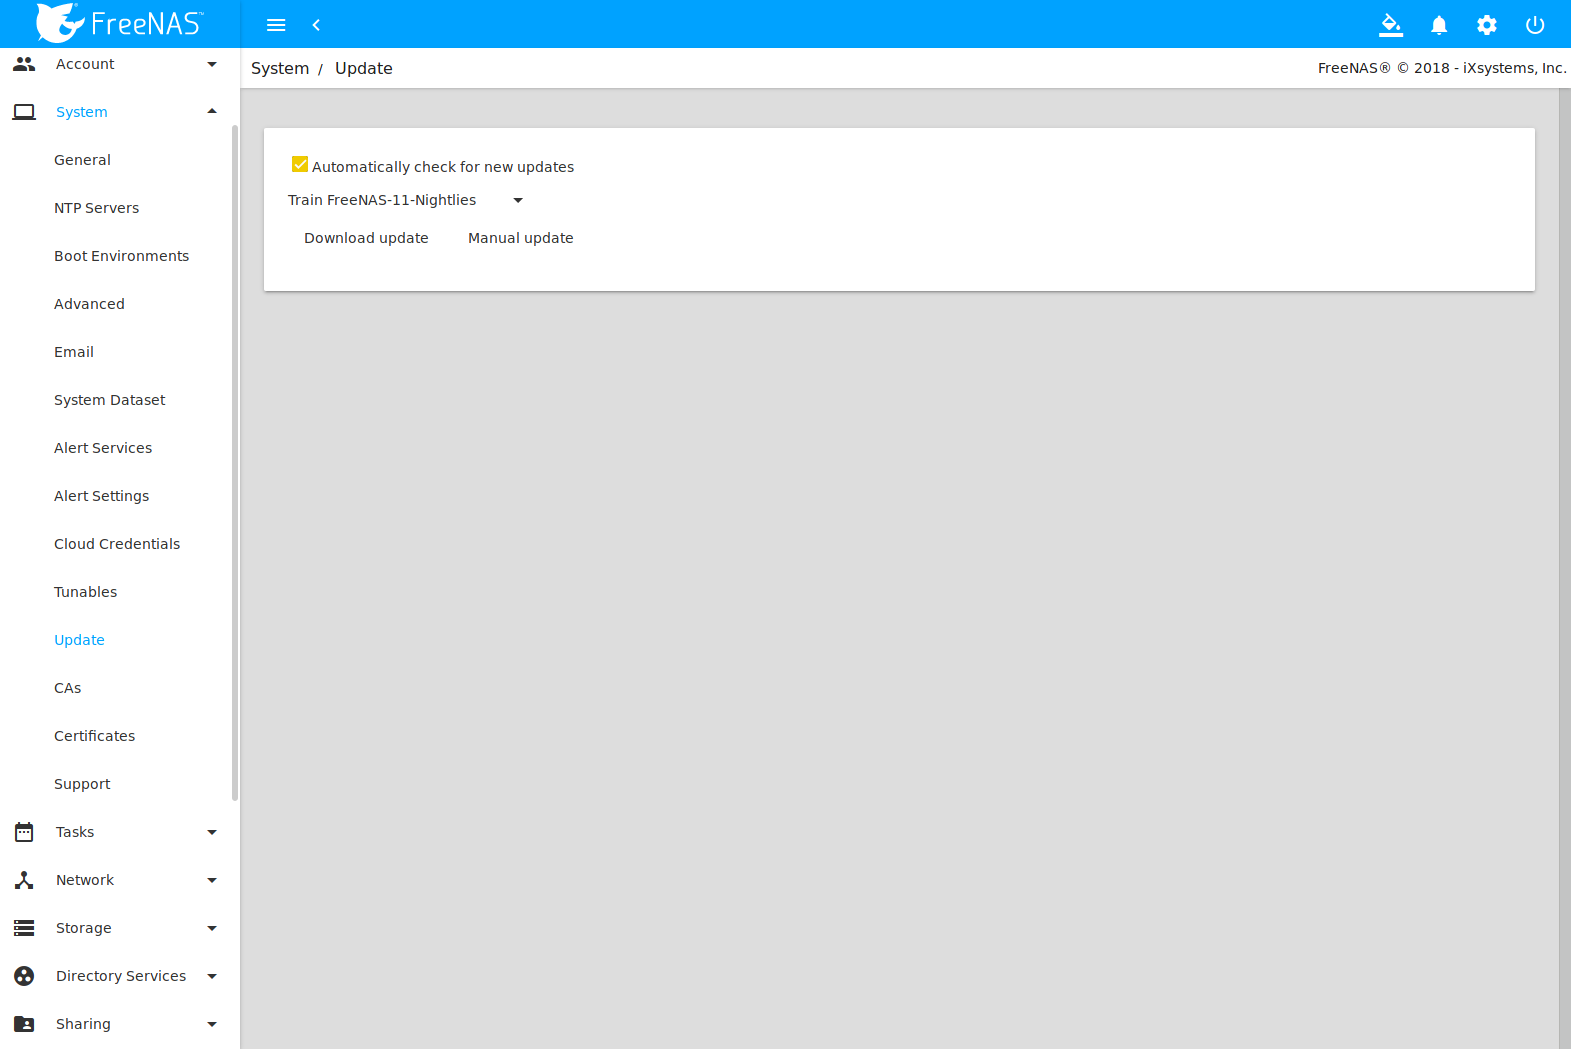 FreeNAS™
System / Update
FreeNAS® © 2018 - iXsystems, Inc.
Account
System
General
NTP Servers
Boot Environments
Advanced
Email
System Dataset
Alert Services
Alert Settings
Cloud Credentials
Tunables
Update
CAs
Certificates
Support
Tasks
Network
Storage
Directory Services
Sharing
Automatically check for new updates
Train FreeNAS-11-Nightlies
Download update Manual update